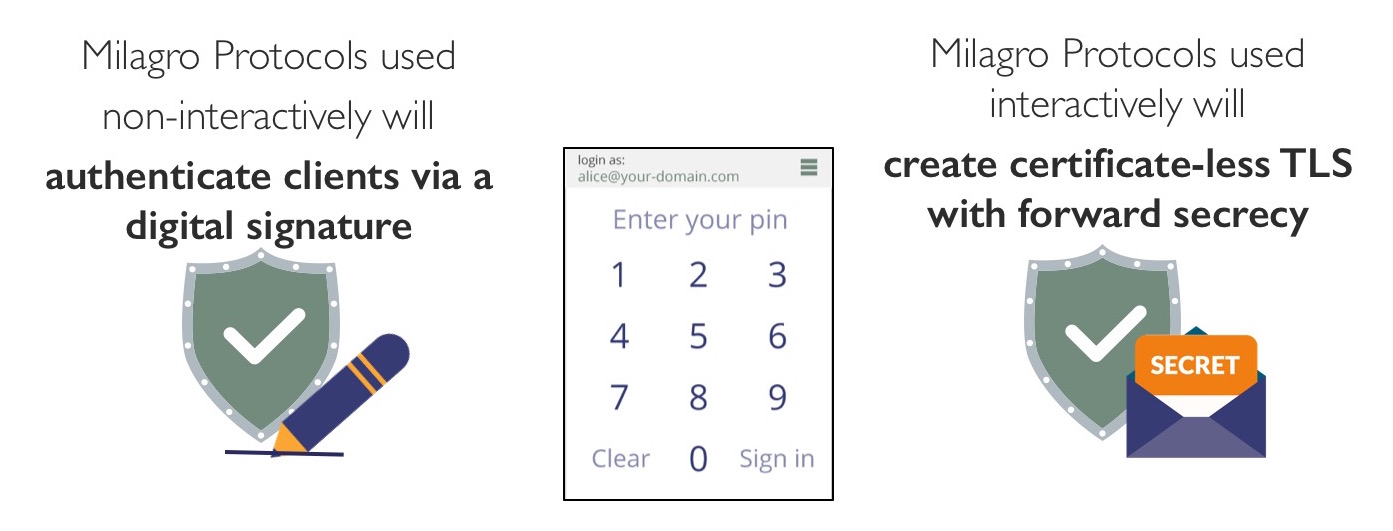 Milagro Protocols used
non-interactively will
authenticate clients via a
digital signature
login as:
alice@your-domain.com
Enter your pin
1 2 3
4 5 6
7 8 9
Clear 0 Sign in
Milagro Protocols used
interactively will
create certificate-less TLS
with forward secrecy
SECRET